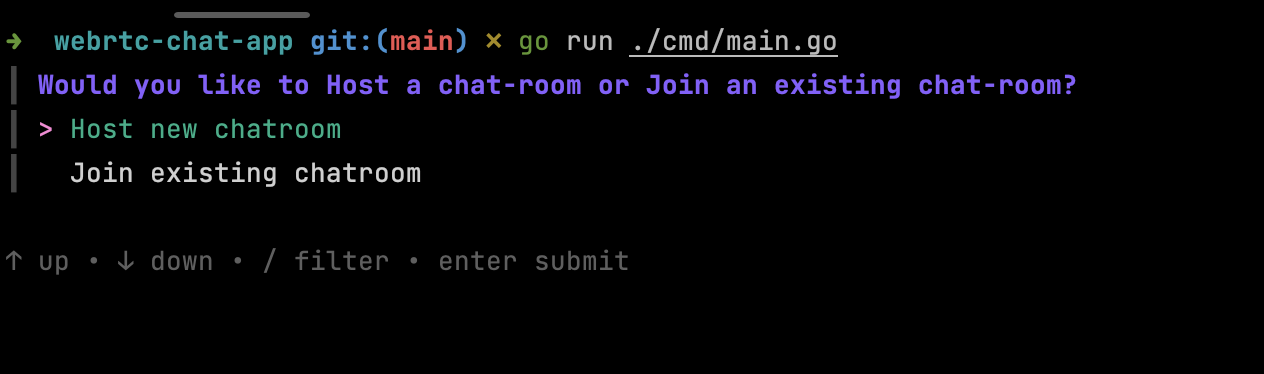 ➜  webrtc-chat-app git:(main) ✗ go run ./cmd/main.go
Would you like to Host a chat-room or Join an existing chat-room?
> Host new chatroom
Join existing chatroom
↑ up • ↓ down • / filter • enter submit